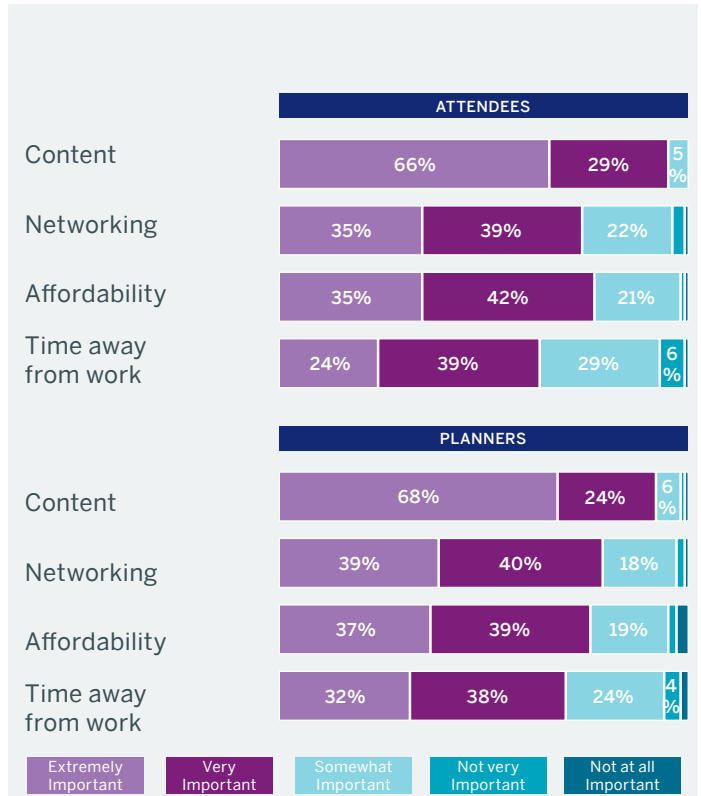 ATTENDEES
Content
66% 29% 5
%
Networking
35% 39% 22%
Affordability
35% 42% 21%
Time away
from work
24% 39% 29% 6
%
PLANNERS
Content
68% 24% 6
%
Networking
39% 40% 18%
Affordability
37% 39% 19%
Time away
from work
32% 38% 24% 4
%
Extremely
Important
Very
Important
Somewhat
Important
Not very
Important
Not at all
Important